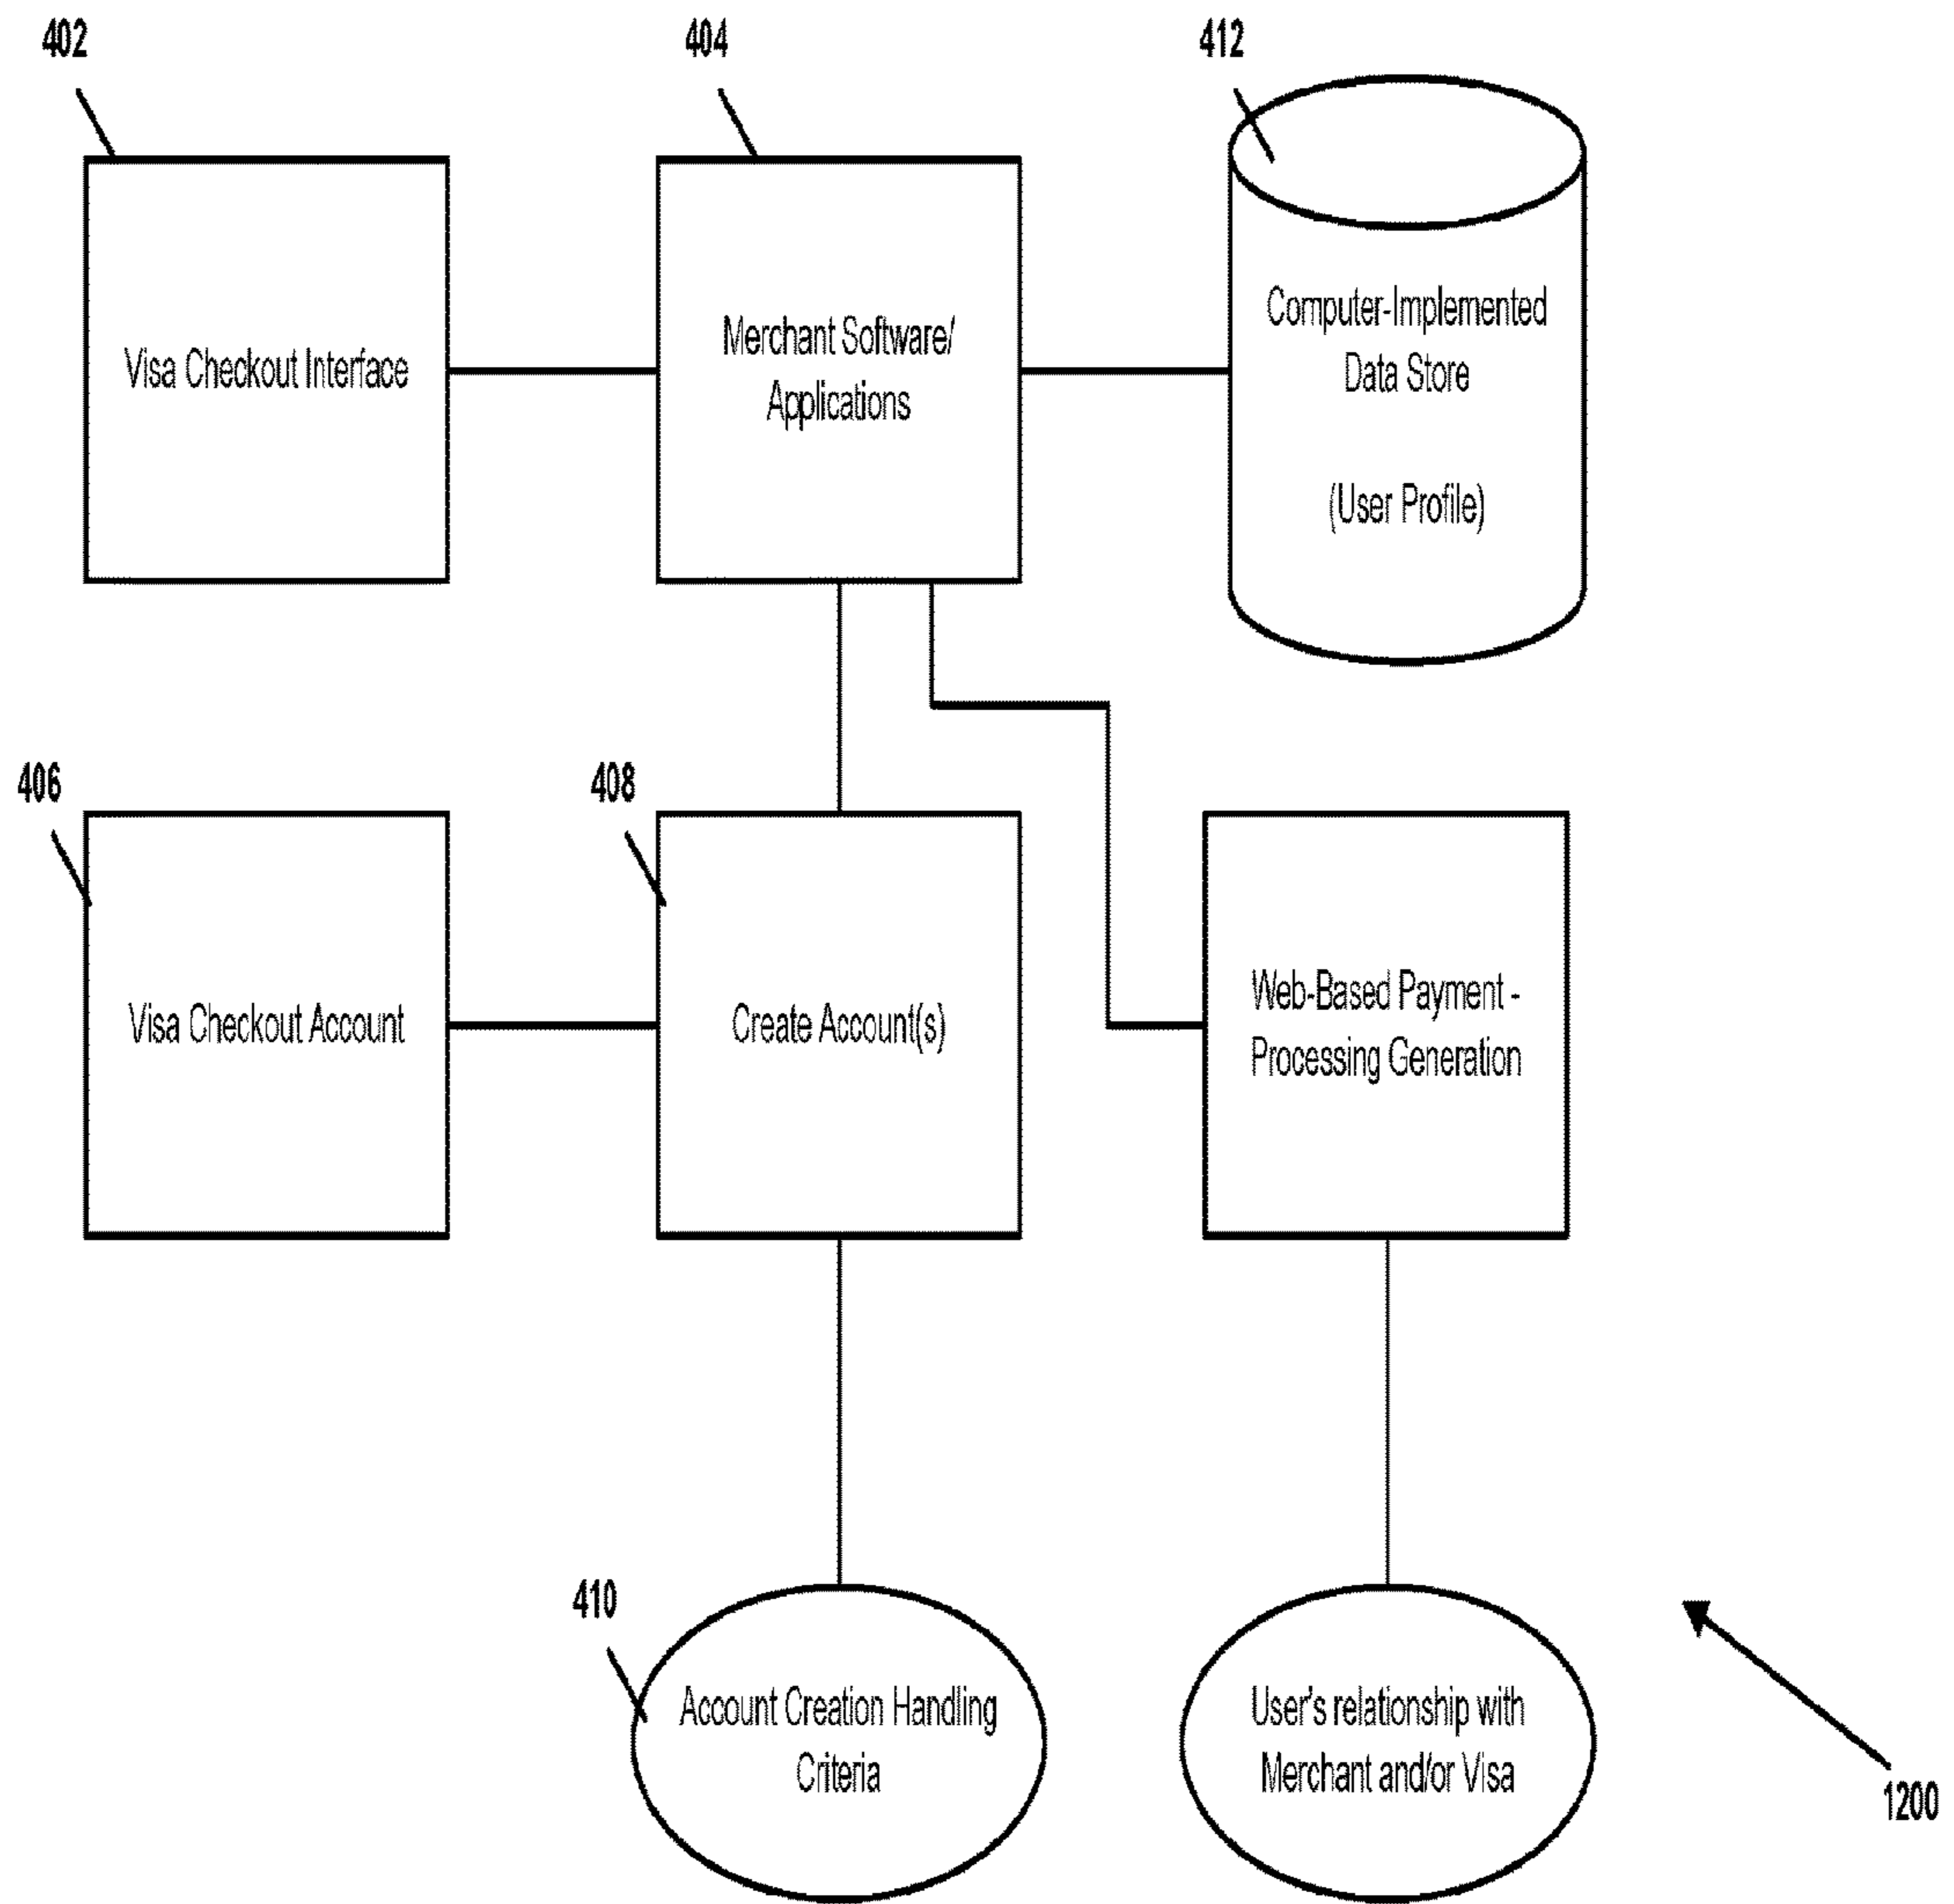 402
404
412
Visa Checkout Interface
Merchant Software/
Applications
Computer-Implemented
Data Store
(User Profile)
406
408
Visa Checkout Account
Create Account(s)
Web-Based Payment -
Processing Generation
410
Account Creation Handling
Criteria
User's relationship with
Merchant and/or Visa
1200